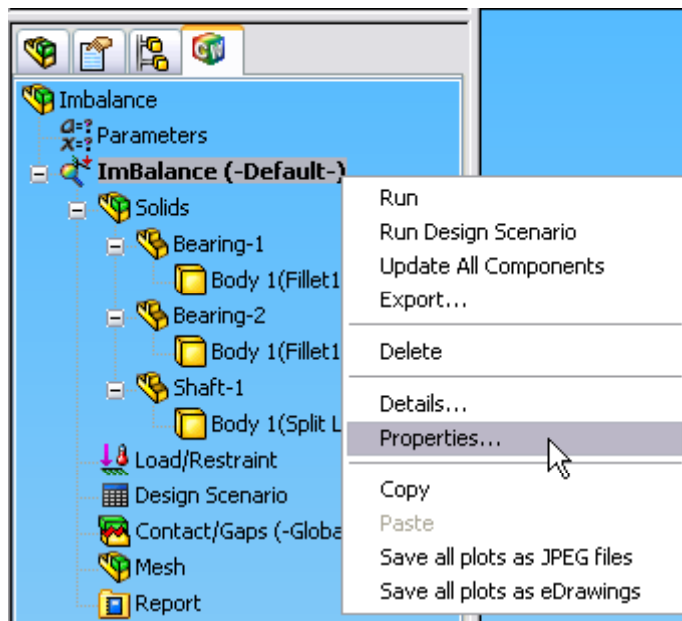 Imbalance
Parameters
ImBalance (-Default-)
Solids
Bearing-1
Body 1(Fillet1
Bearing-2
Body 1(Fillet1
Shaft-1
Body 1(Split L
Load/Restraint
Design Scenario
Contact/Gaps (-Globa
Mesh
Report
Run
Run Design Scenario
Update All Components
Export...
Delete
Details...
Properties...
Copy
Paste
Save all plots as JPEG files
Save all plots as eDrawings